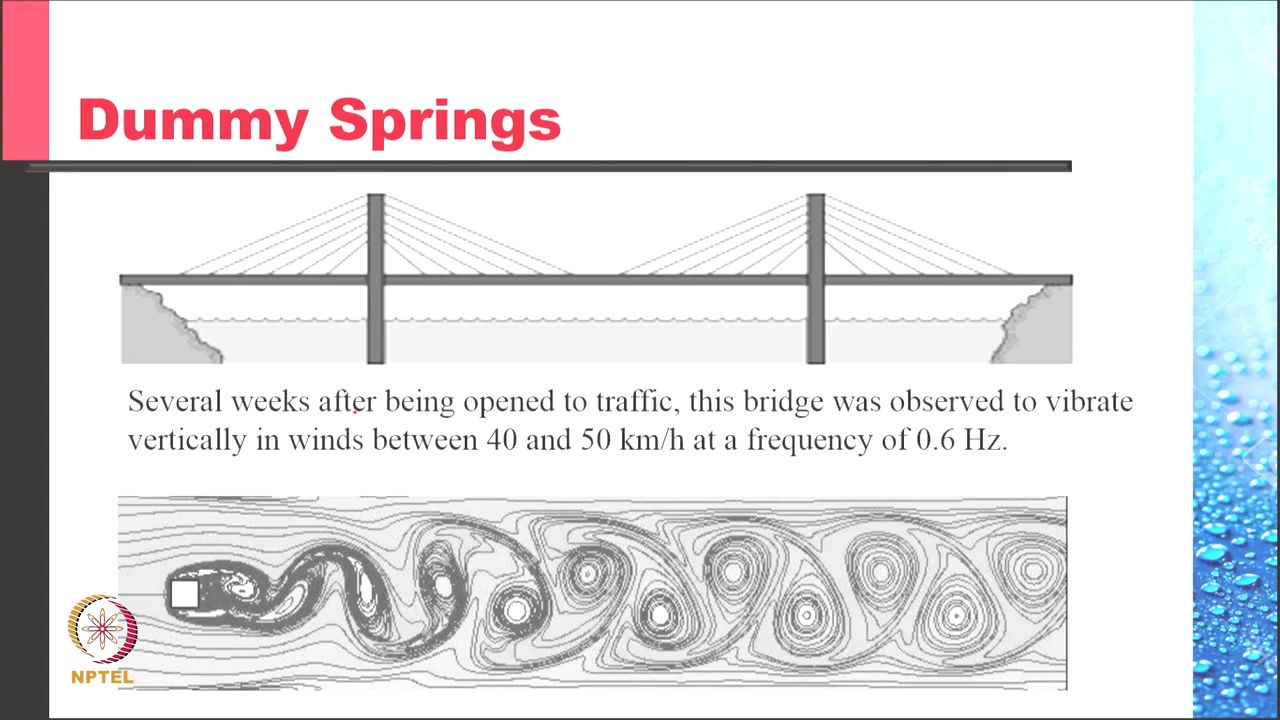 Dummy Springs
Several weeks after being opened to traffic, this bridge was observed to vibrate
vertically in winds between 40 and 50 km/h at a frequency of 0.6 Hz.
NPTEL